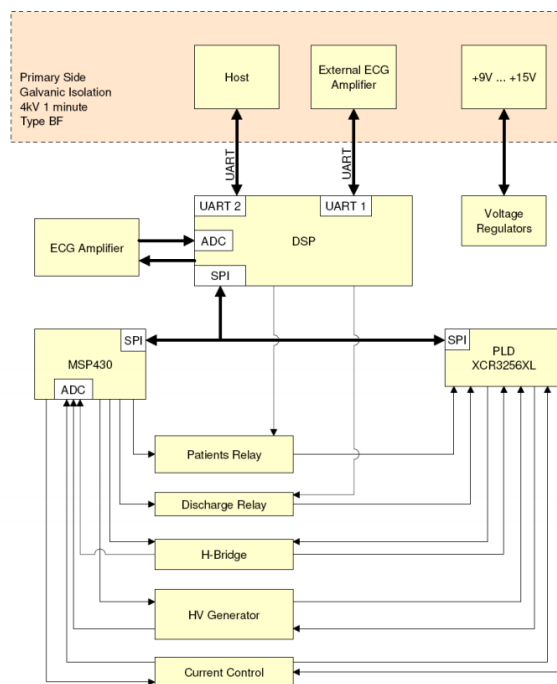 Primary Side
Galvanic Isolation
4kV 1 minute
Type BF
Host
External ECG
Amplifier
+9V ... +15V
UART
UART
UART 2
UART 1
DSP
ADC
SPI
ECG Amplifier
Voltage
Regulators
SPI
MSP430
ADC
SPI
PLD
XCR3256XL
Patients Relay
Discharge Relay
H-Bridge
HV Generator
Current Control